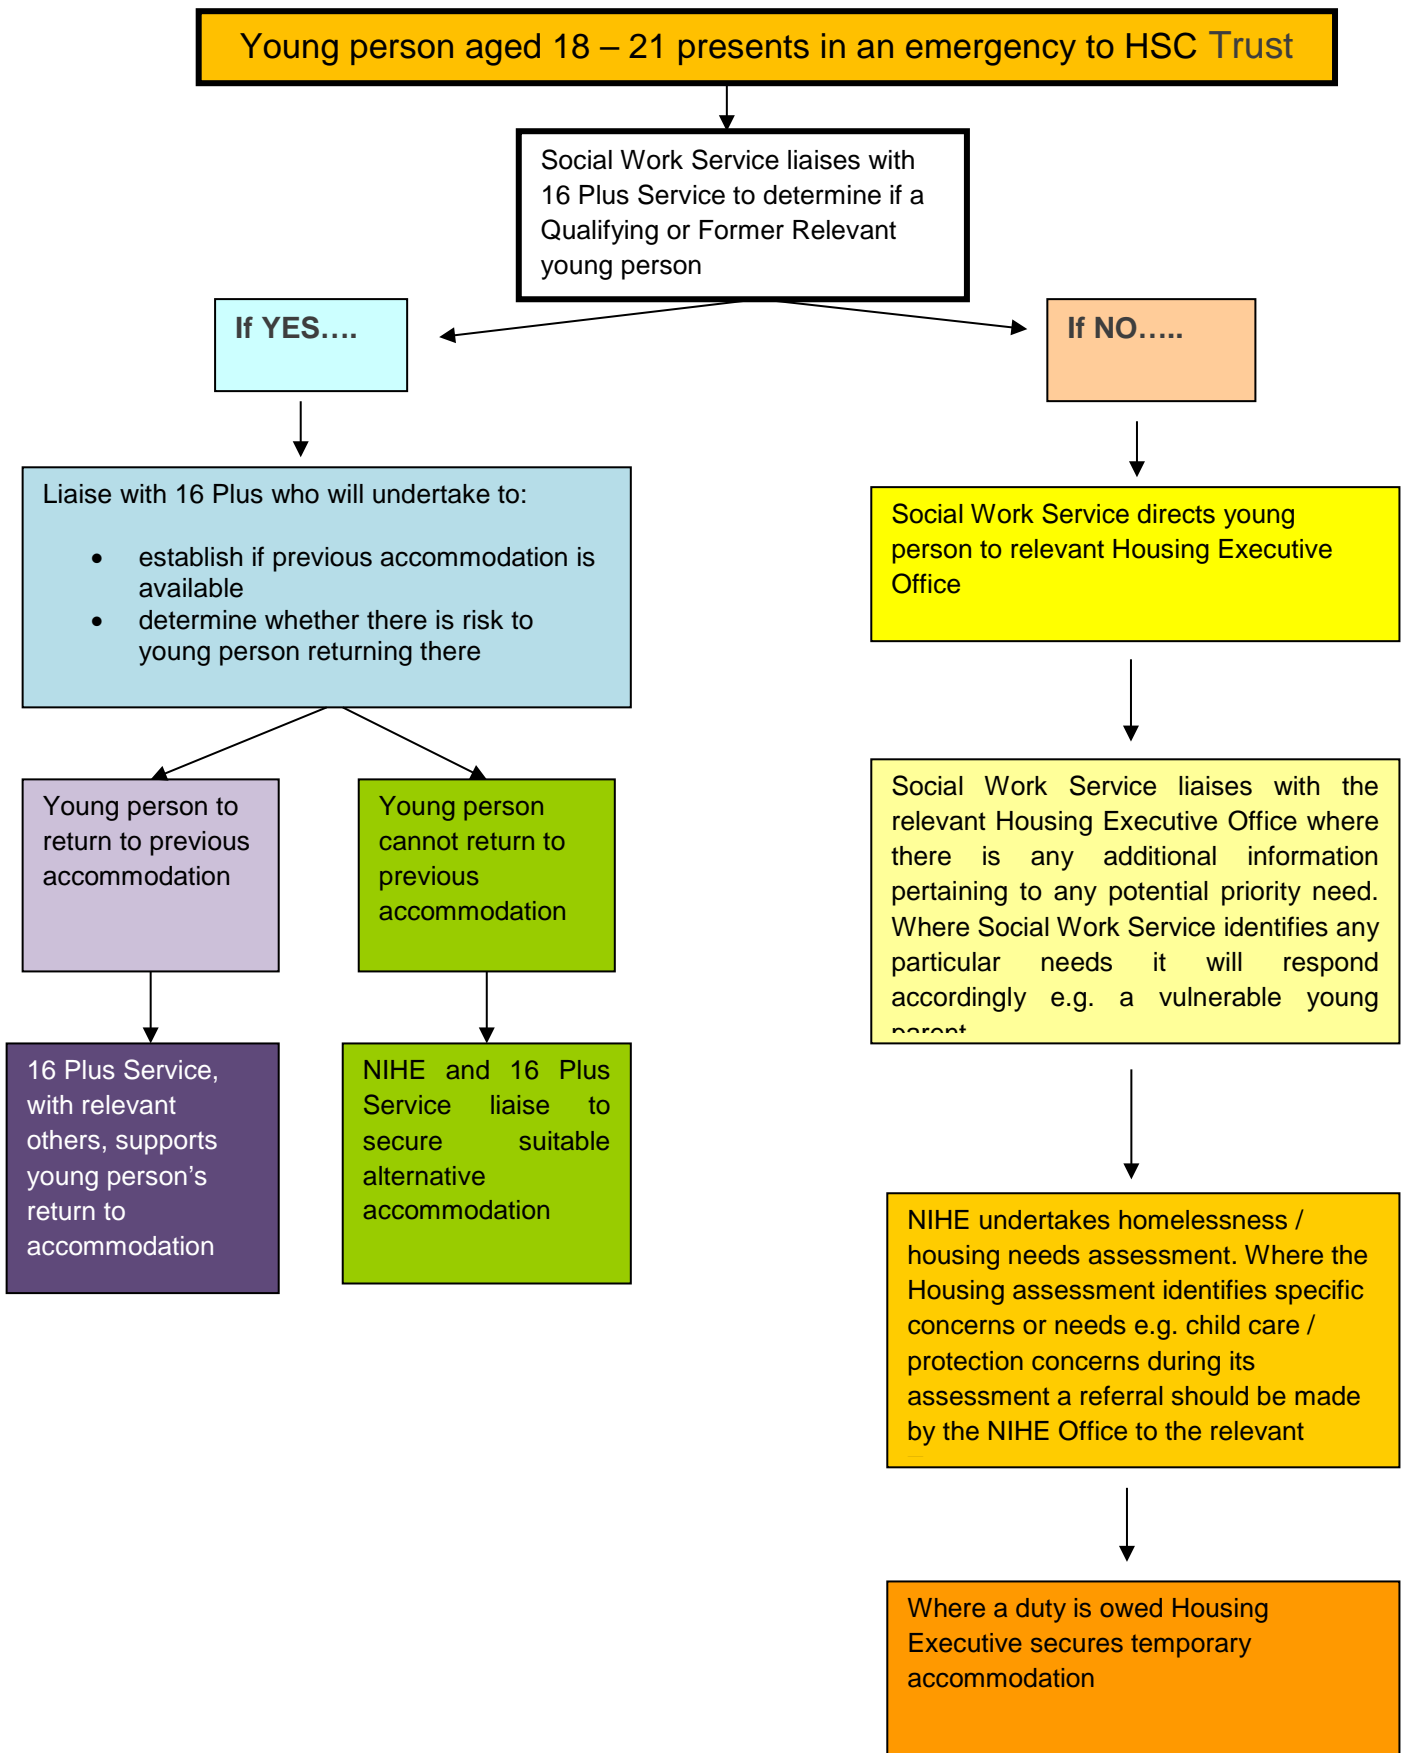 Young person aged 18 – 21 presents in an emergency to HSC Trust
Social Work Service liaises with
16 Plus Service to determine if a
Qualifying or Former Relevant
young person
If YES….
If NO…..
Liaise with 16 Plus who will undertake to:
• establish if previous accommodation is
available
• determine whether there is risk to
young person returning there
Social Work Service directs young
person to relevant Housing Executive
Office
Young person to
return to previous
accommodation
Young person
cannot return to
previous
accommodation
Social Work Service liaises with the
relevant Housing Executive Office where
there is any additional information
pertaining to any potential priority need.
Where Social Work Service identifies any
particular needs it will respond
accordingly e.g. a vulnerable young
parent
16 Plus Service,
with relevant
others, supports
young person’s
return to
accommodation
NIHE and 16 Plus
Service liaise to
secure suitable
alternative
accommodation
NIHE undertakes homelessness /
housing needs assessment. Where the
Housing assessment identifies specific
concerns or needs e.g. child care /
protection concerns during its
assessment a referral should be made
by the NIHE Office to the relevant
Where a duty is owed Housing
Executive secures temporary
accommodation